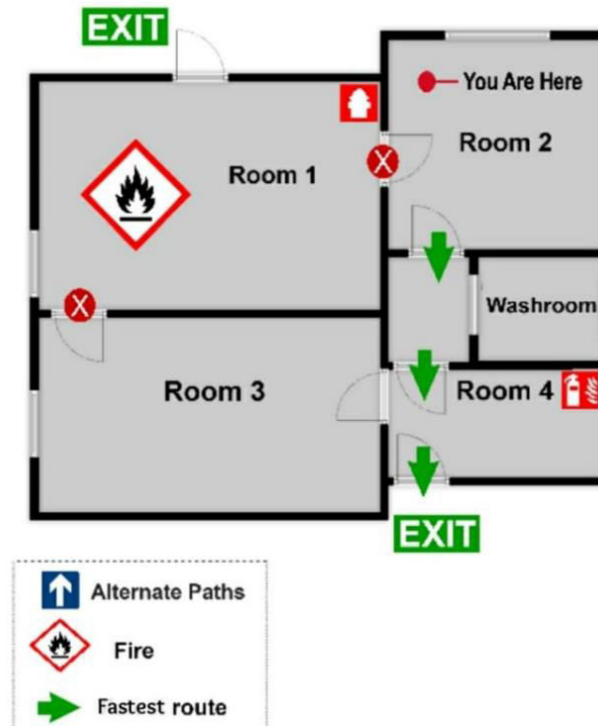 EXIT
You Are Here
Room 2
X
Room 1
X
Washroom
Room 3
Room 4
EXIT
Alternate Paths
Fire
Fastest route